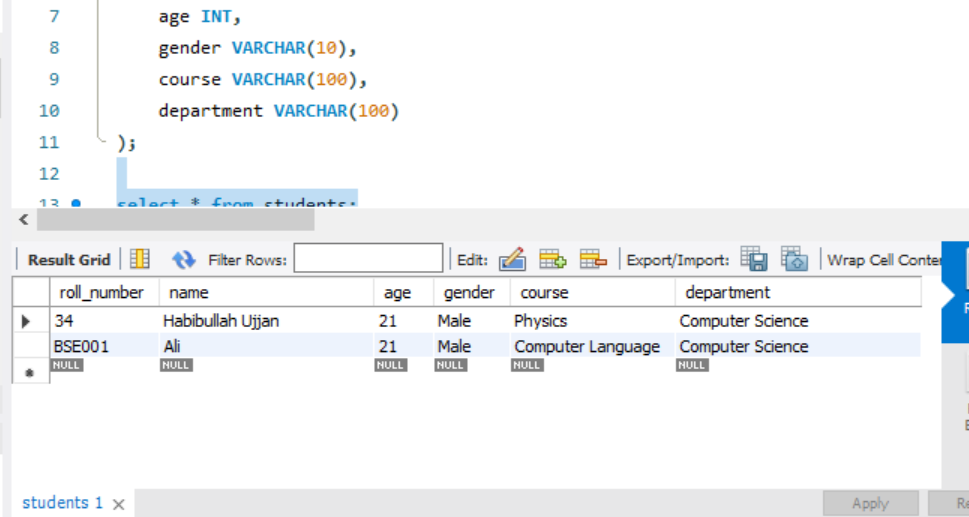 7 age INT,
8 gender VARCHAR(10),
9 course VARCHAR(100),
10 department VARCHAR(100)
11 );
12
13 select * from students;
Result Grid Filter Rows: Edit: Export/Import: Wrap Cell
roll_number name age gender course department
34 Habibullah Ujjan 21 Male Physics Computer Science
BSE001 Ali 21 Male Computer Language Computer Science
NULL NULL NULL NULL NULL NULL
students 1
Apply